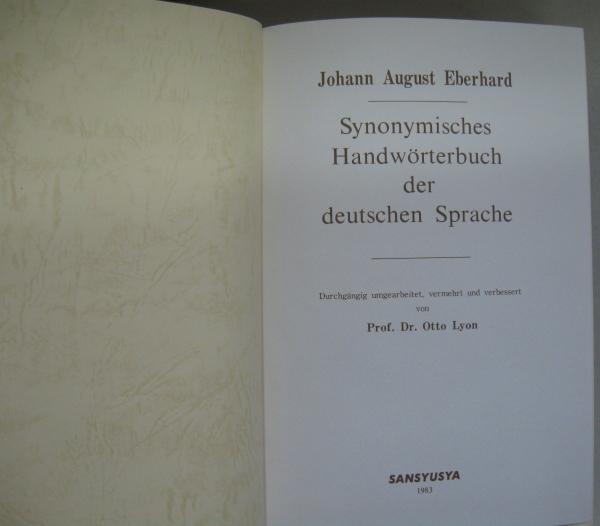 Johann August Eberhard
Synonymisches
Handwörterbuch
der
deutschen Sprache
Durchgängig umgearbeitet, vermehrt und verbessert
von
Prof. Dr. Otto Lyon
SANSYUSYA
1983